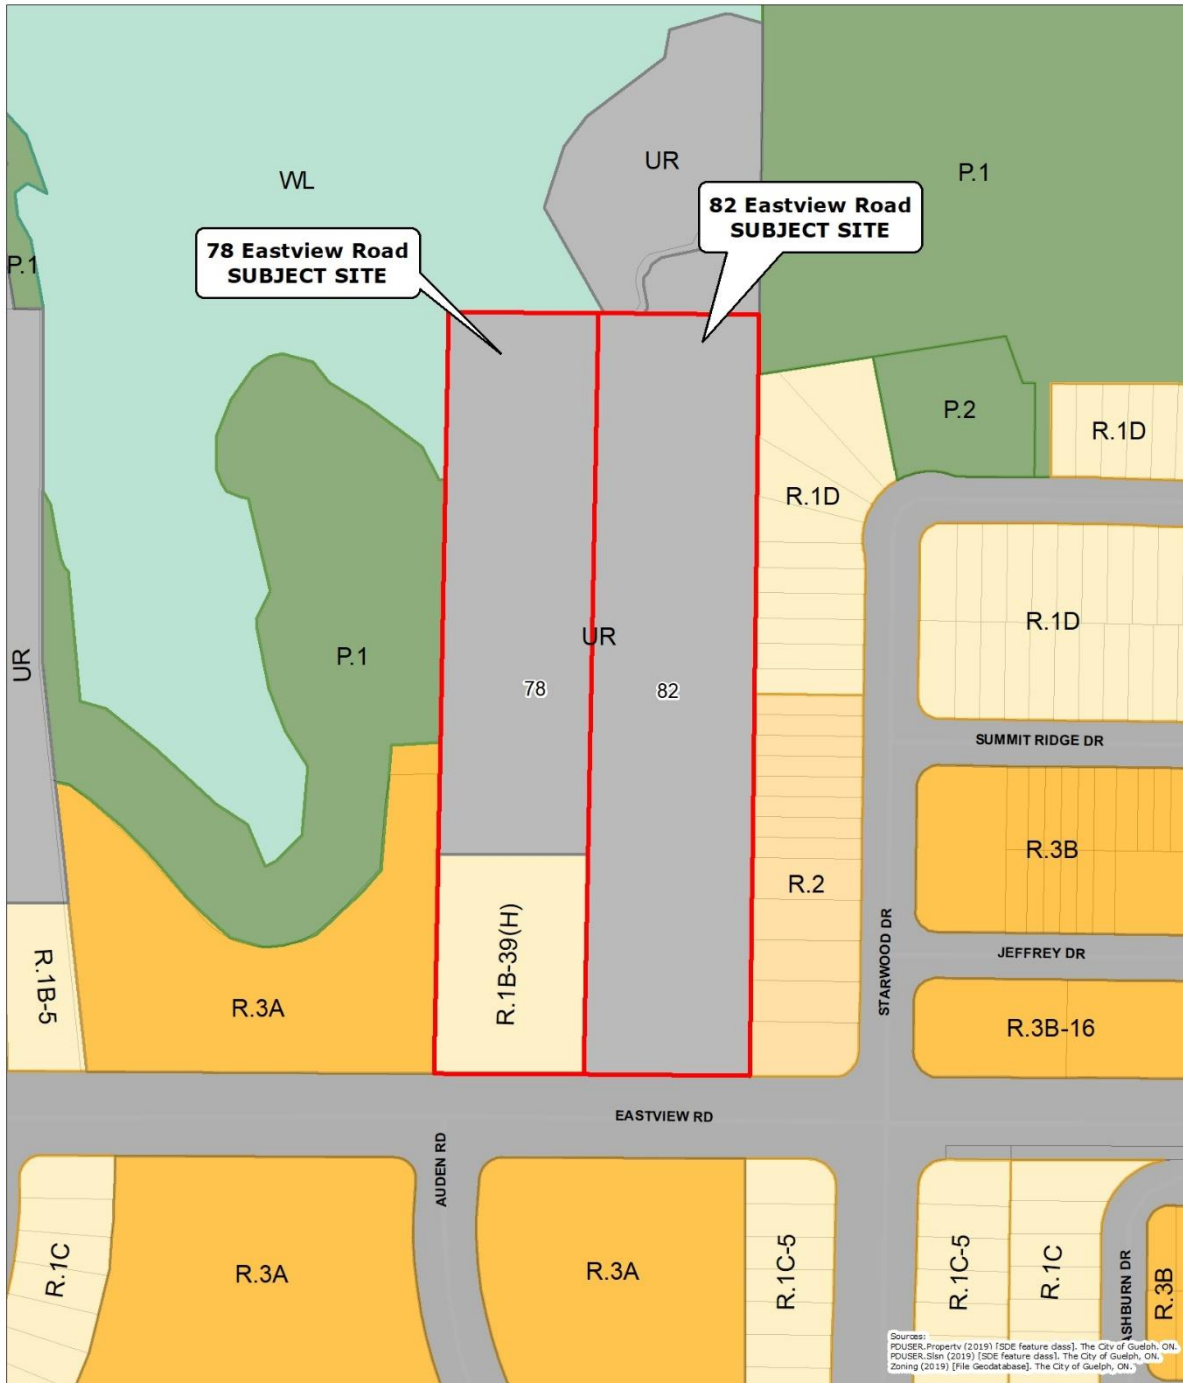 UR
P.1
WL
82 Eastview Road
SUBJECT SITE
78 Eastview Road
SUBJECT SITE
P.1
P.2
R.1D
R.1D
R.1D
UR
UR
P.1
78
82
SUMMIT RIDGE DR
R.3B
R.2
R.1B-39(H)
STARWOOD DR
JEFFREY DR
R.1B-5
R.3A
R.3B-16
EASTVIEW RD
AUDEN RD
R.1C
R.3A
R.3A
R.1C-5
R.1C-5
R.1C
ASHBURN DR
R.3B
Sources:
PDUSER.Property (2019) [SDE feature class]. The City of Guelph, ON.
PDUSER.Slsn (2019) [SDE feature class]. The City of Guelph, ON.
Zoning (2019) [File Geodatabase]. The City of Guelph, ON.